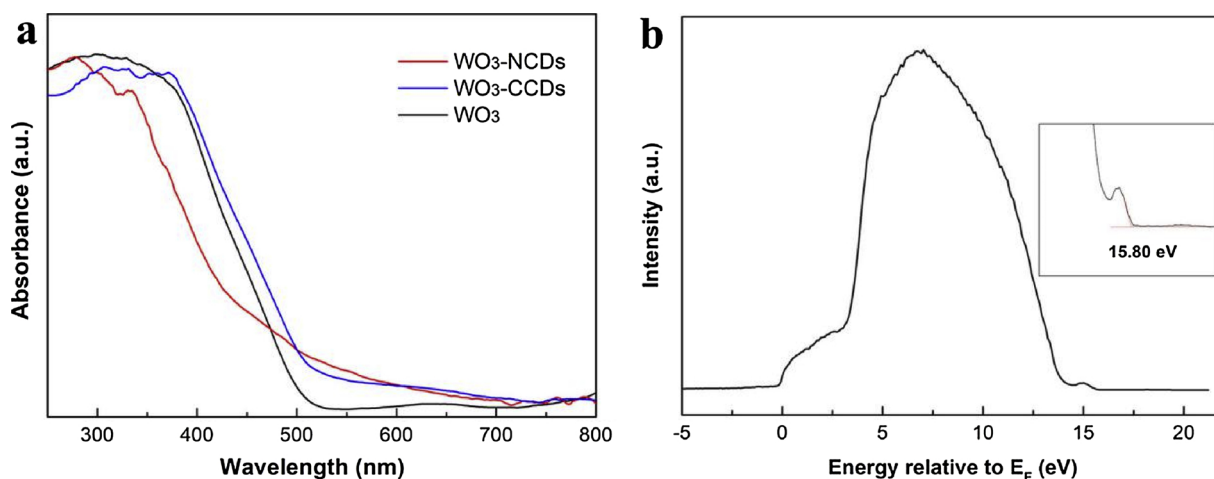 a
Absorbance (a.u.)
WO₃-NCDs
WO₃-CCDs
WO₃
300 400 500 600 700 800
Wavelength (nm)
b
Intensity (a.u.)
15.80 eV
-5 0 5 10 15 20
Energy relative to E_F (eV)